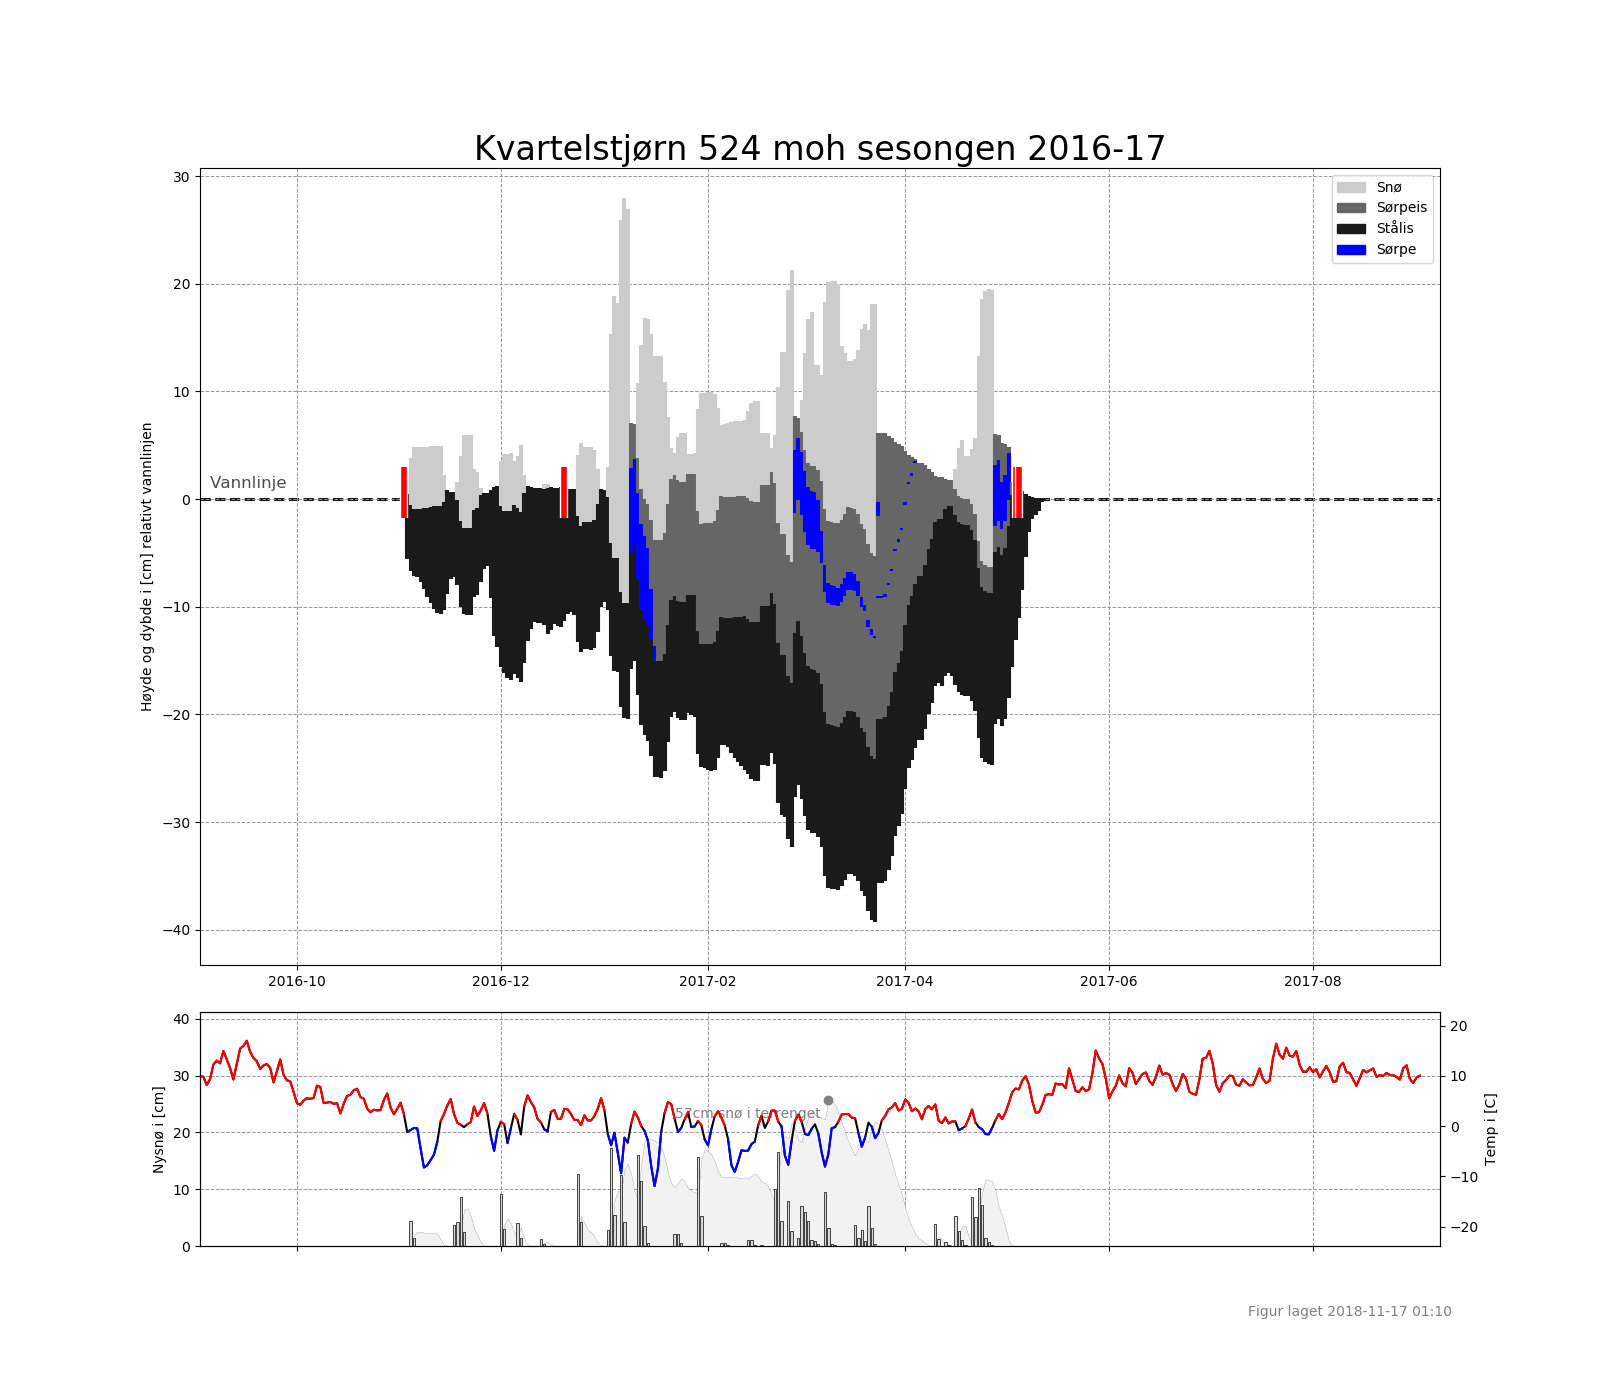 Kvartelstjørn 524 moh sesongen 2016-17
30
20
10
0
−10
−20
−30
−40
Høyde og dybde i [cm] relativt vannlinjen
Vannlinje
Snø
Sørpeis
Stålis
Sørpe
2016-10
2016-12
2017-02
2017-04
2017-06
2017-08
40
30
20
10
0
Nysnø i [cm]
57cm snø i terrenget
20
10
0
−10
−20
Temp i [C]
Figur laget 2018-11-17 01:10